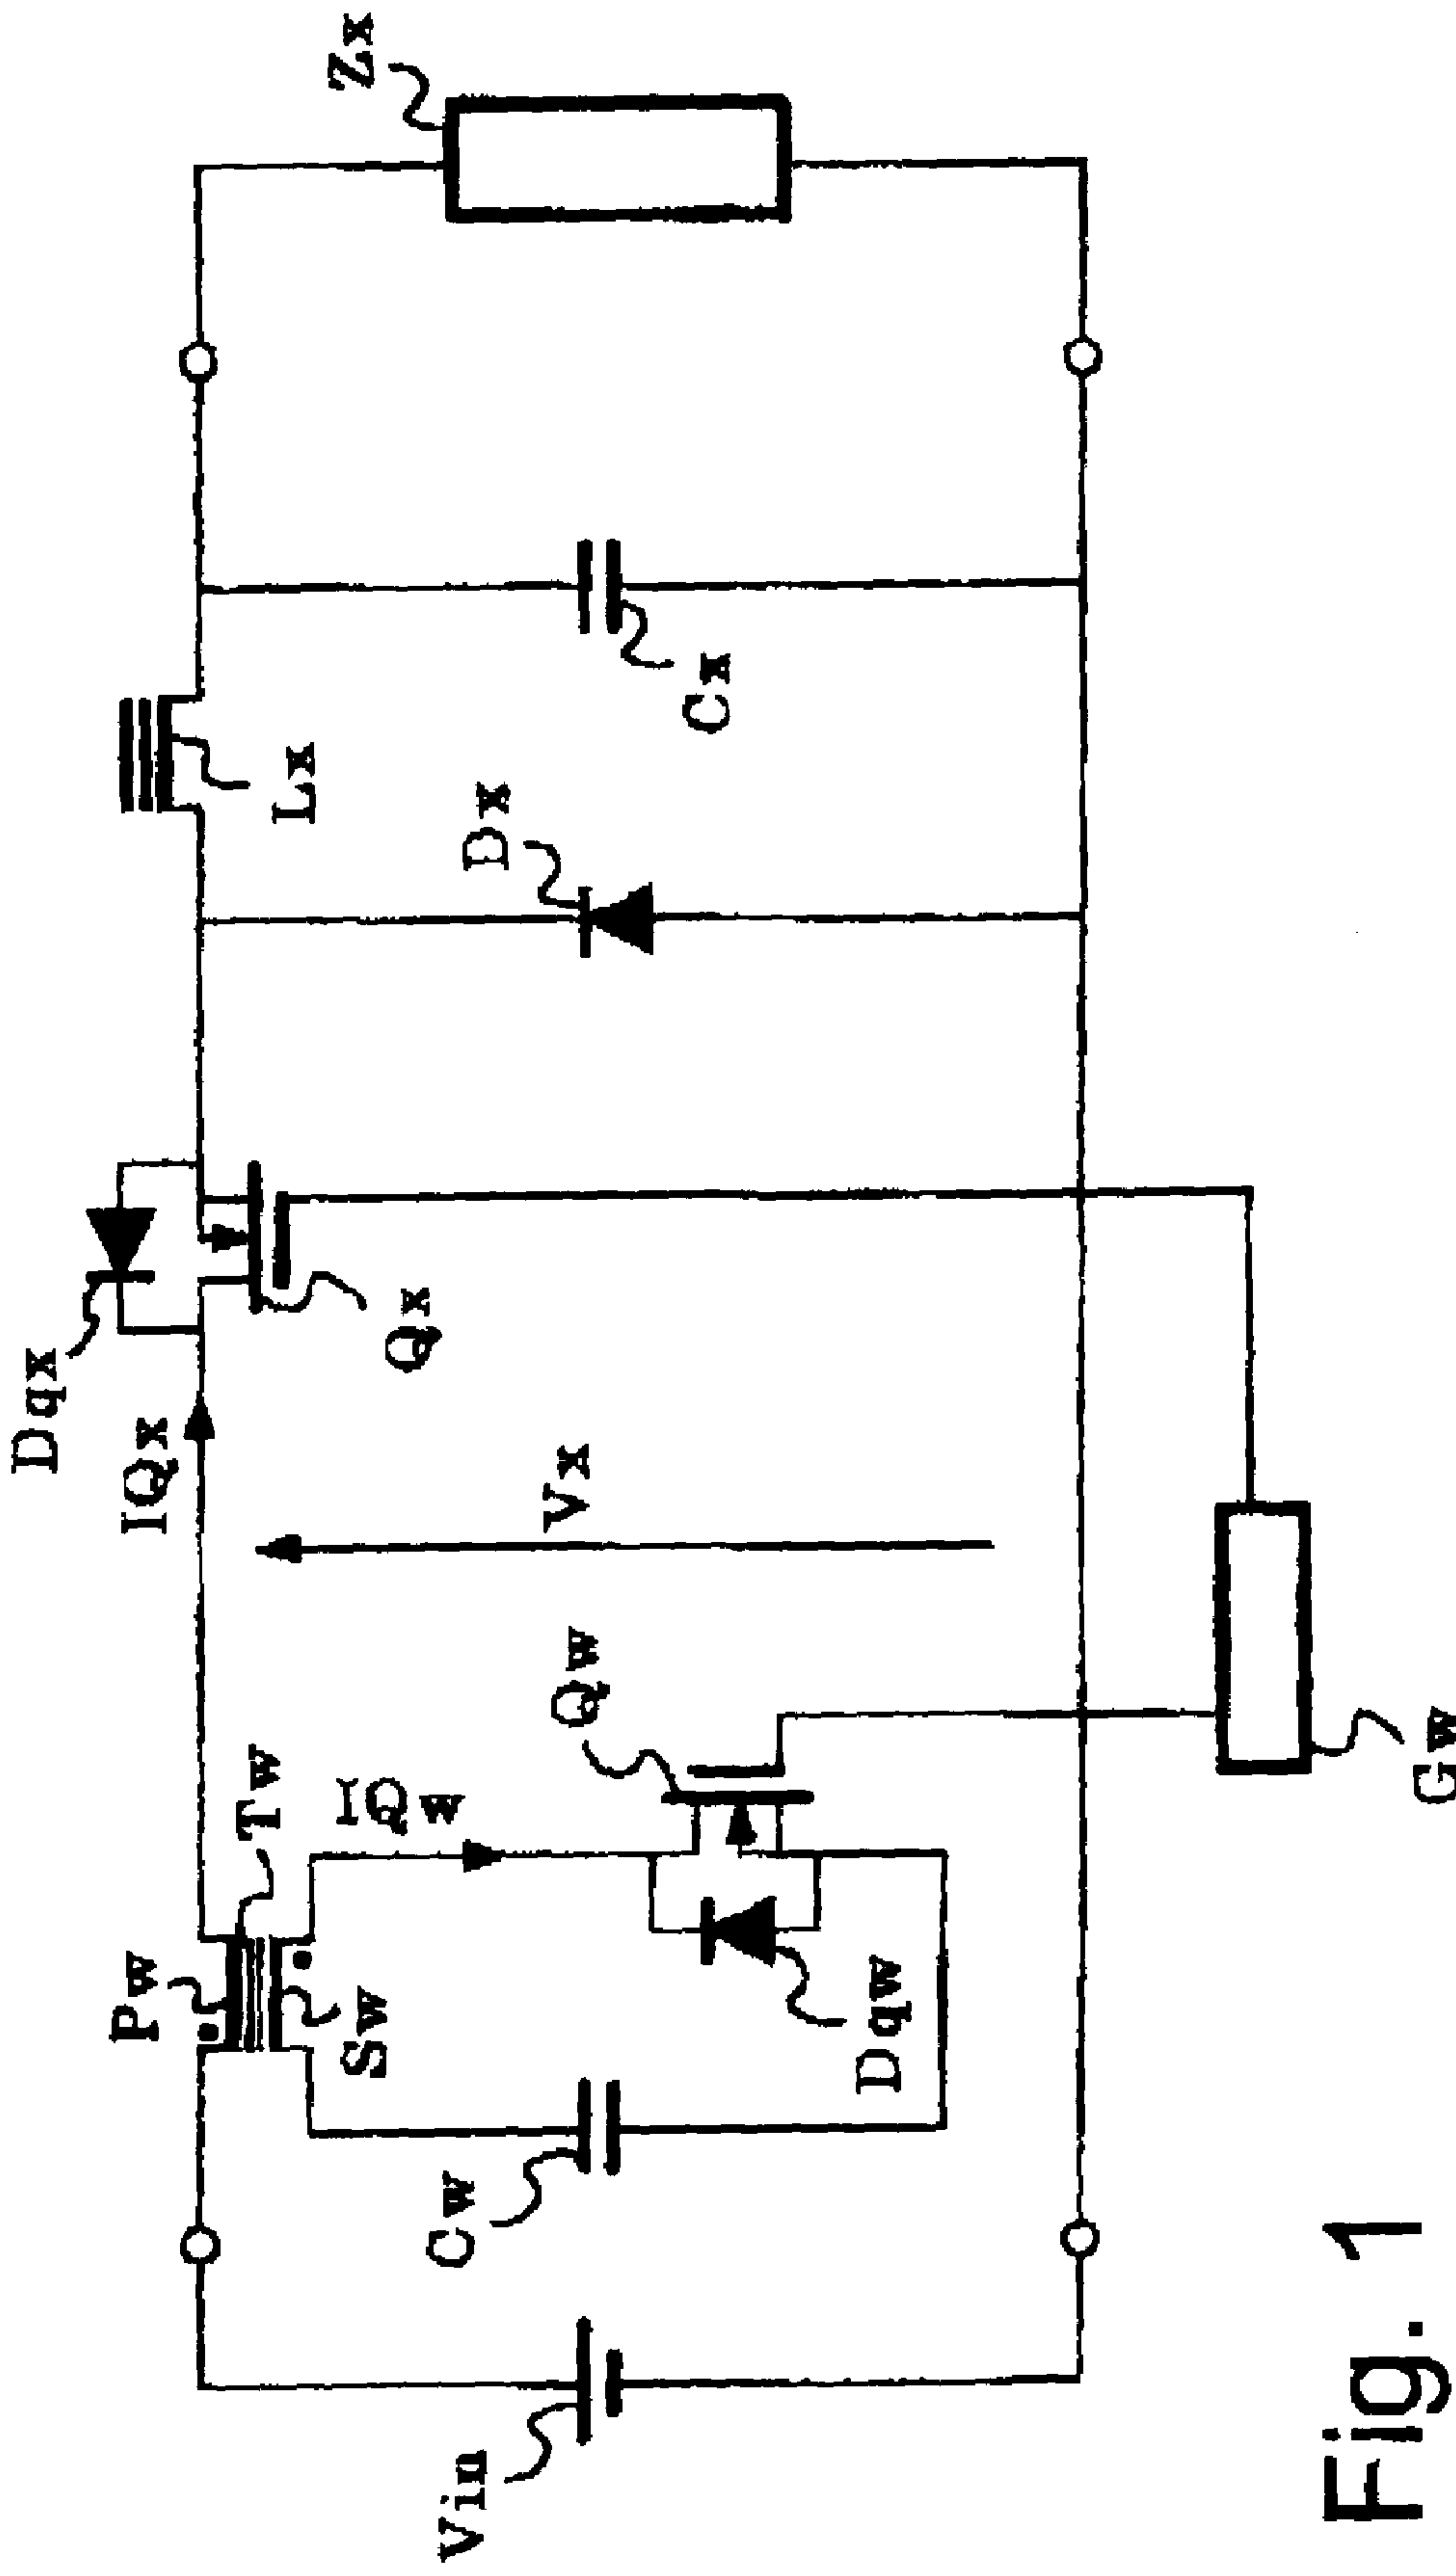 Dqx
Pw
Tw
IQx
Lx
Zx
Sw
IQw
Qx
Vin
Cw
Qw
Vx
Dx
Cx
Dqw
Gw
Fig. 1